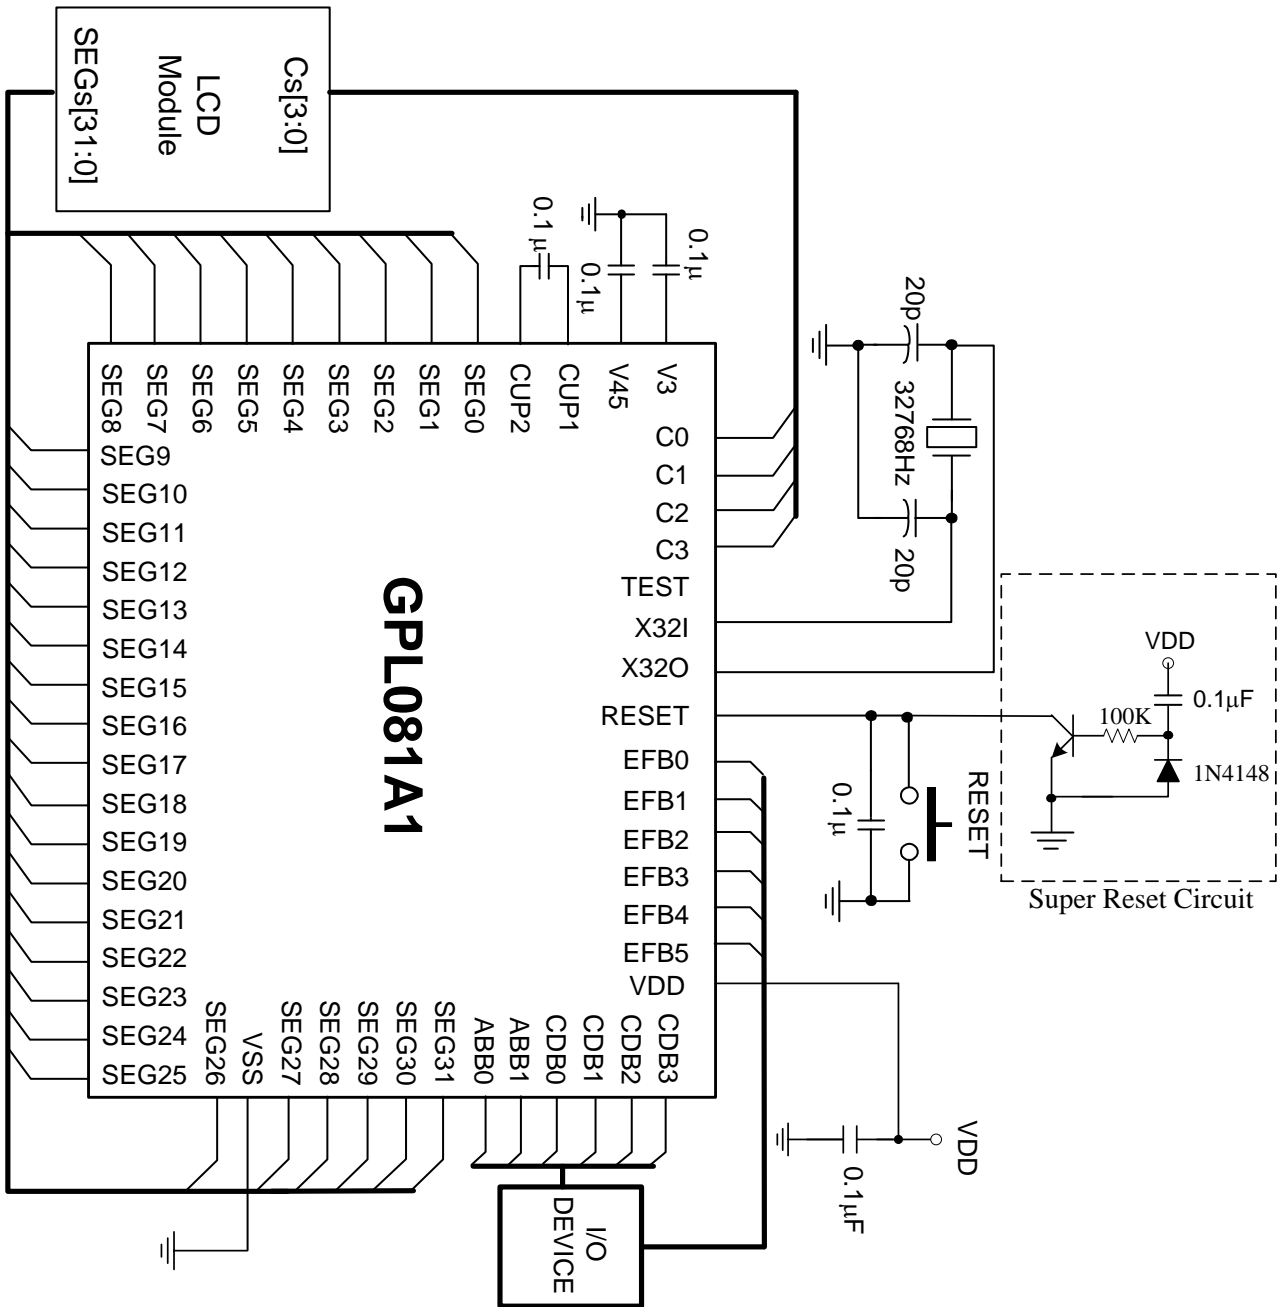 SEGs[31:0]
LCD
Module
Cs[3:0]
0.1μ
0.1μ
0.1μ
20p
32768Hz
20p
SEG8
SEG7
SEG6
SEG5
SEG4
SEG3
SEG2
SEG1
SEG0
CUP2
CUP1
V45
V3
SEG9
SEG10
SEG11
SEG12
SEG13
SEG14
SEG15
SEG16
SEG17
SEG18
SEG19
SEG20
SEG21
SEG22
SEG23
SEG24
SEG25
GPL081A1
C0
C1
C2
C3
TEST
X32I
X32O
RESET
EFB0
EFB1
EFB2
EFB3
EFB4
EFB5
VDD
SEG26
VSS
SEG27
SEG28
SEG29
SEG30
SEG31
ABB0
ABB1
CDB0
CDB1
CDB2
CDB3
0.1μ
RESET
VDD
0.1μF
100K
1N4148
Super Reset Circuit
VDD
0.1μF
I/O
DEVICE